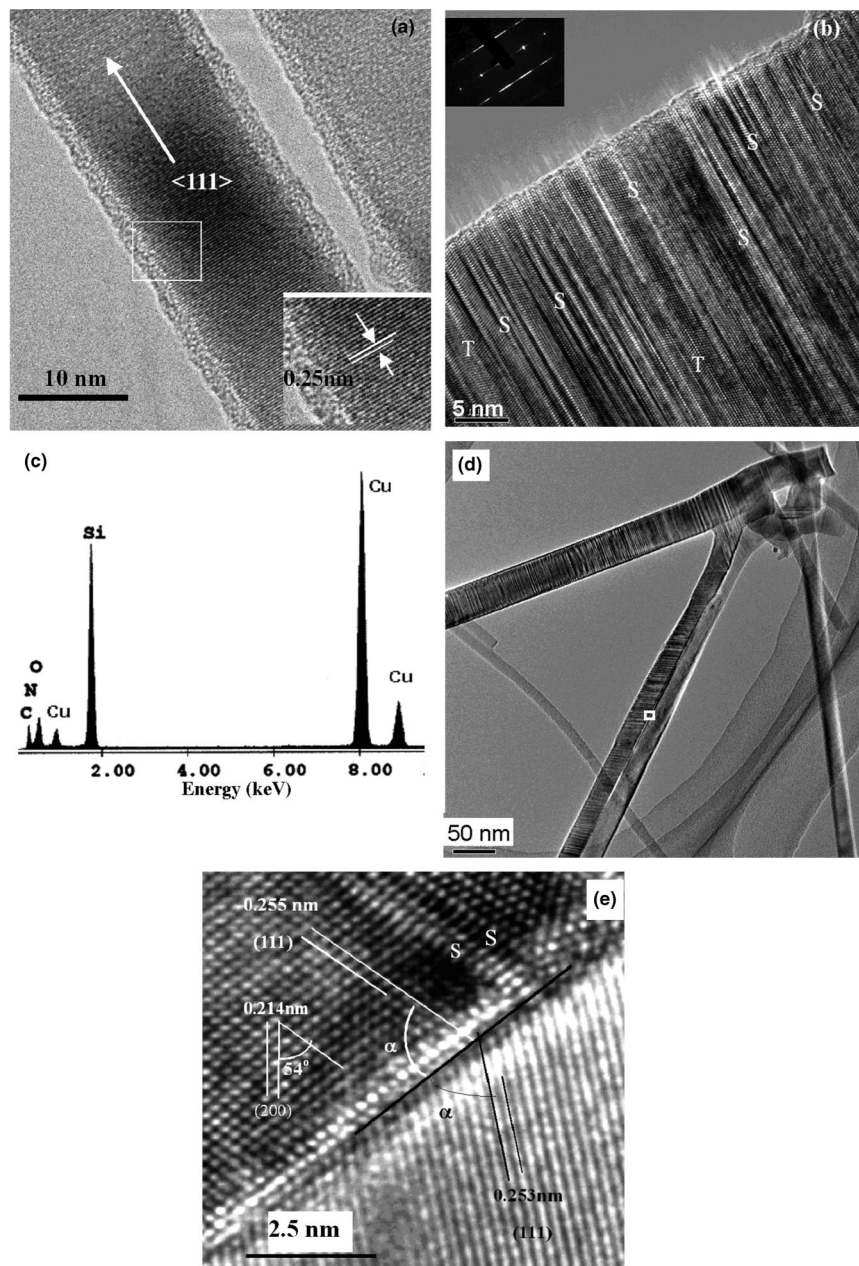 (a)
<111>
10 nm
0.25nm
(b)
S
S
S
S
S
S
T
T
5 nm
(c)
Cu
Si
O
N
C
Cu
Cu
2.00 4.00 6.00 8.00
Energy (keV)
(d)
50 nm
(e)
0.255 nm
(111)
S S
0.214nm
α
54°
(200)
α
0.253nm
(111)
2.5 nm